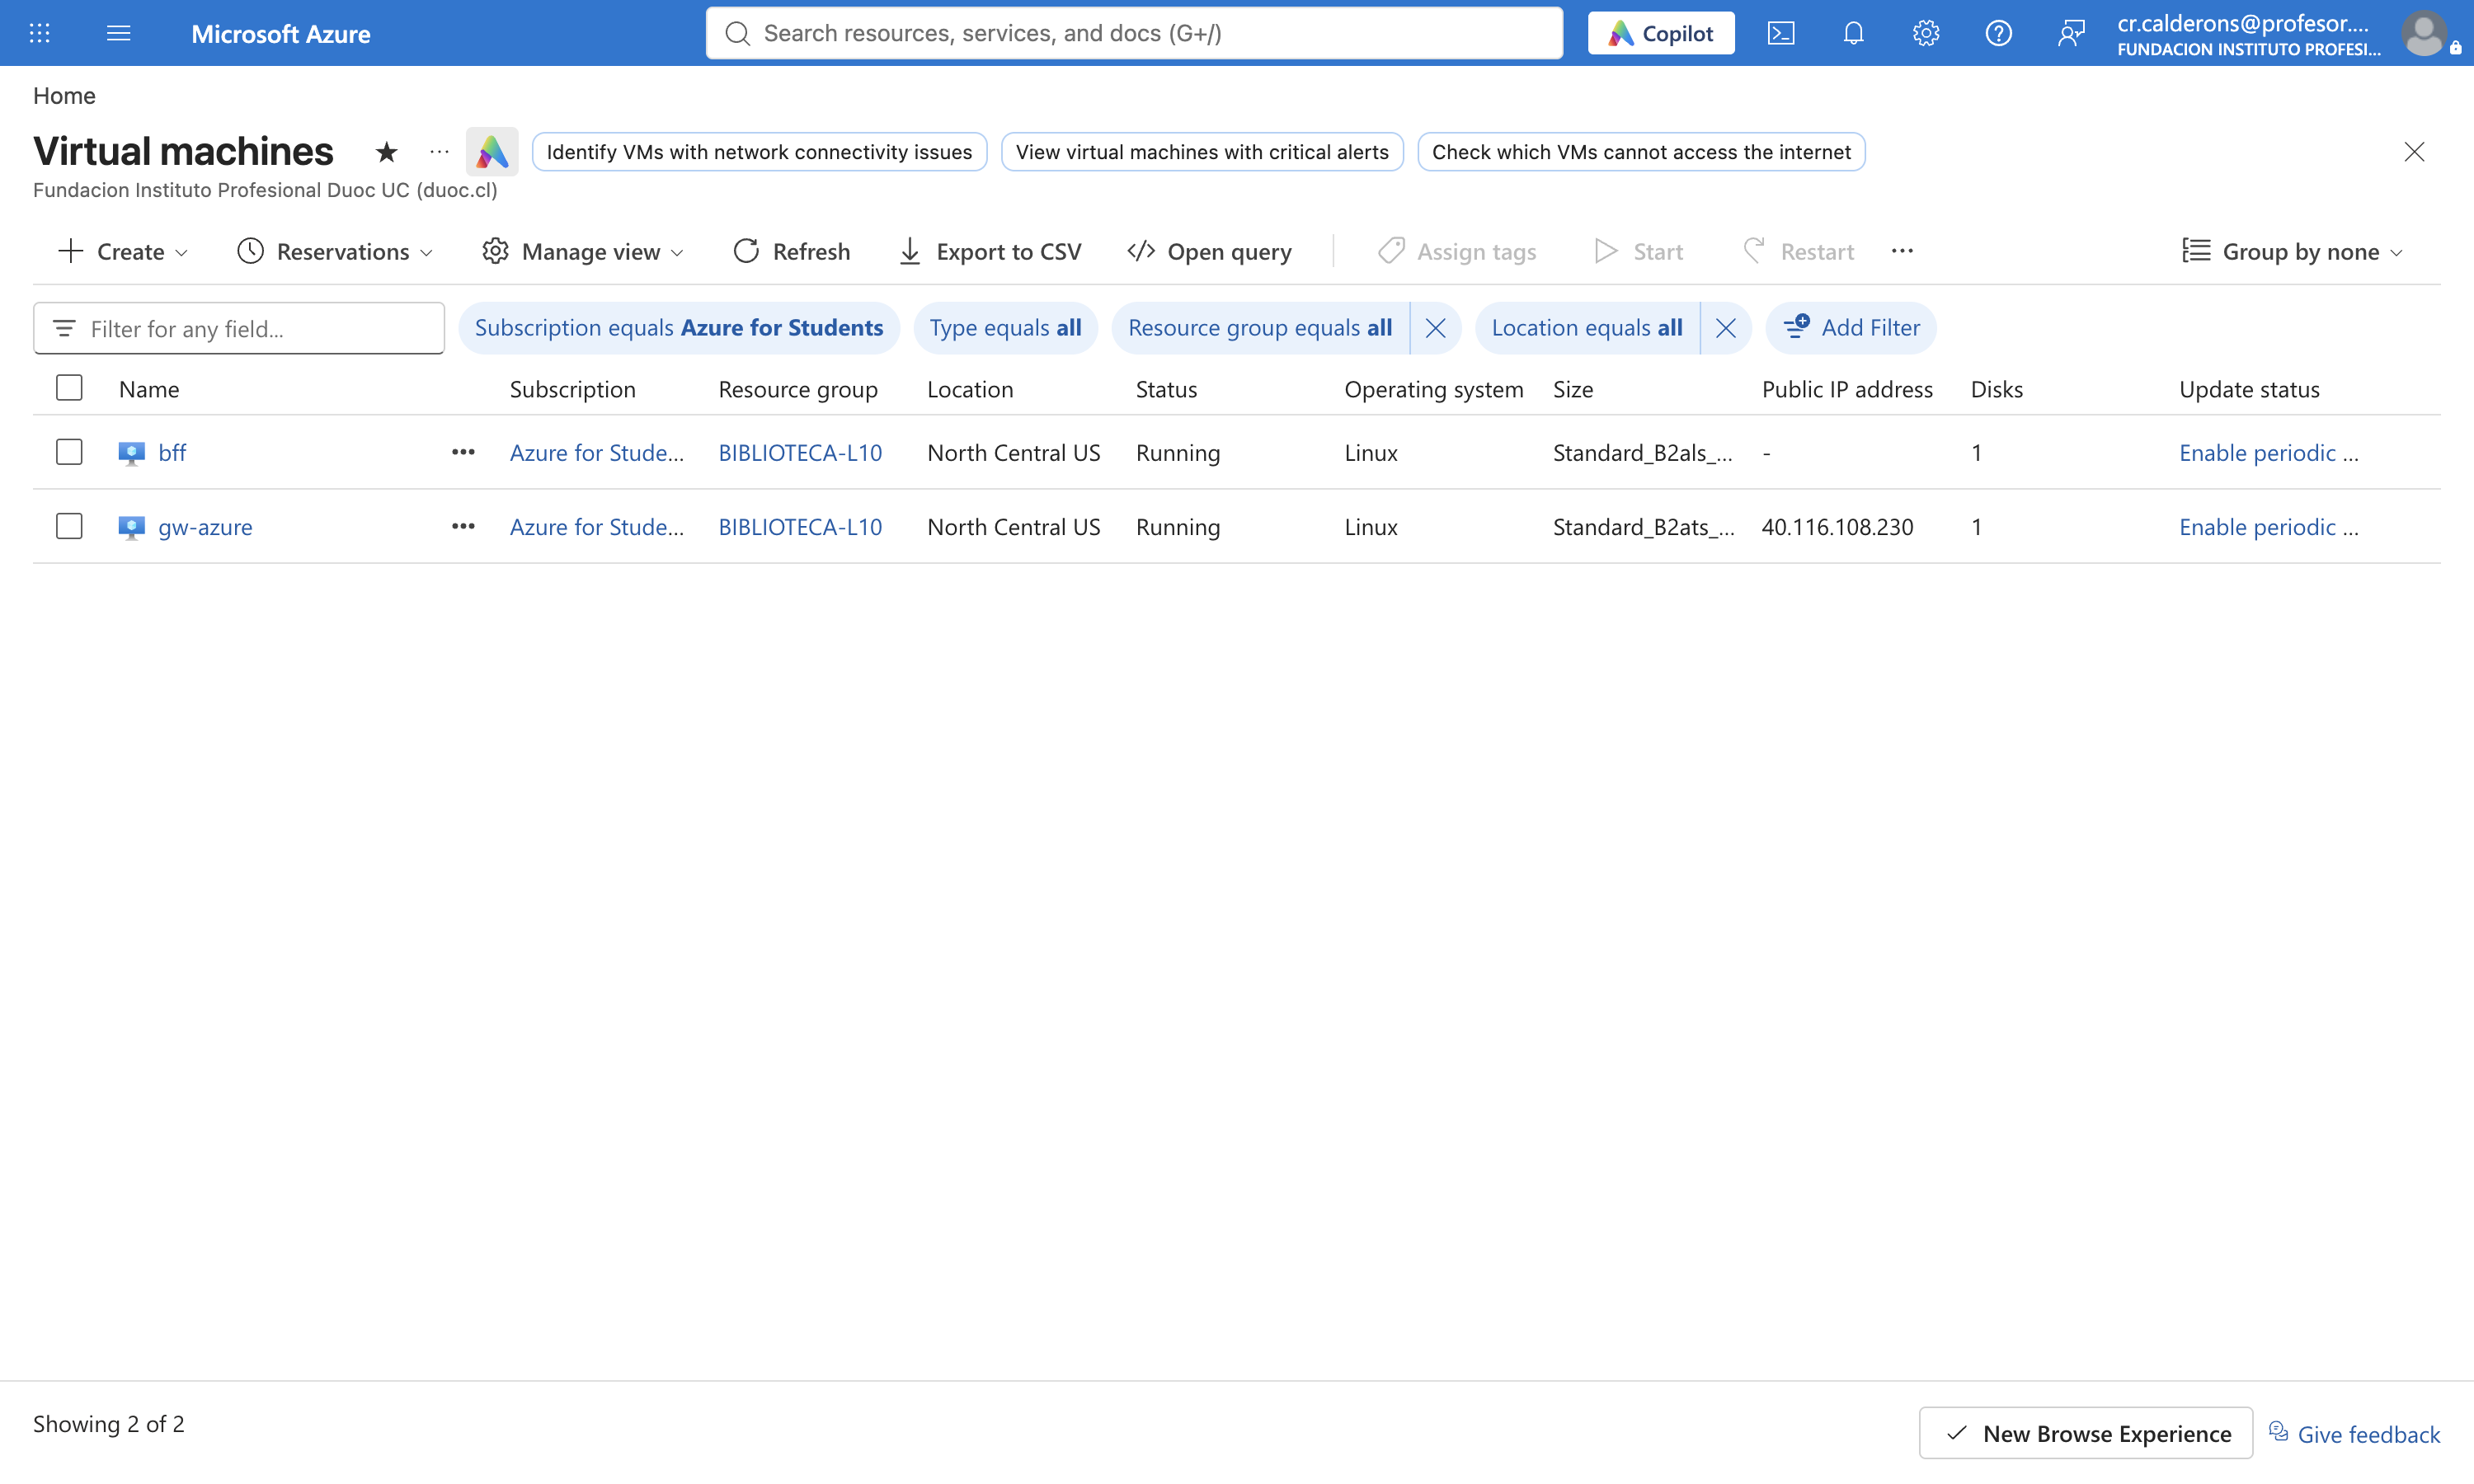 Microsoft Azure
Search resources, services, and docs (G+/)
Copilot
cr.calderons@profesor....
FUNDACION INSTITUTO PROFESI...
Home
Virtual machines
Identify VMs with network connectivity issues
View virtual machines with critical alerts
Check which VMs cannot access the internet
Fundacion Instituto Profesional Duoc UC (duoc.cl)
Create
Reservations
Manage view
Refresh
Export to CSV
Open query
Assign tags
Start
Restart
Group by none
Filter for any field...
Subscription equals Azure for Students
Type equals all
Resource group equals all
Location equals all
Add Filter
Name Subscription Resource group Location Status Operating system Size Public IP address Disks Update status
bff Azure for Stude... BIBLIOTECA-L10 North Central US Running Linux Standard_B2als_... - 1 Enable periodic ...
gw-azure Azure for Stude... BIBLIOTECA-L10 North Central US Running Linux Standard_B2ats_... 40.116.108.230 1 Enable periodic ...
Showing 2 of 2
New Browse Experience
Give feedback